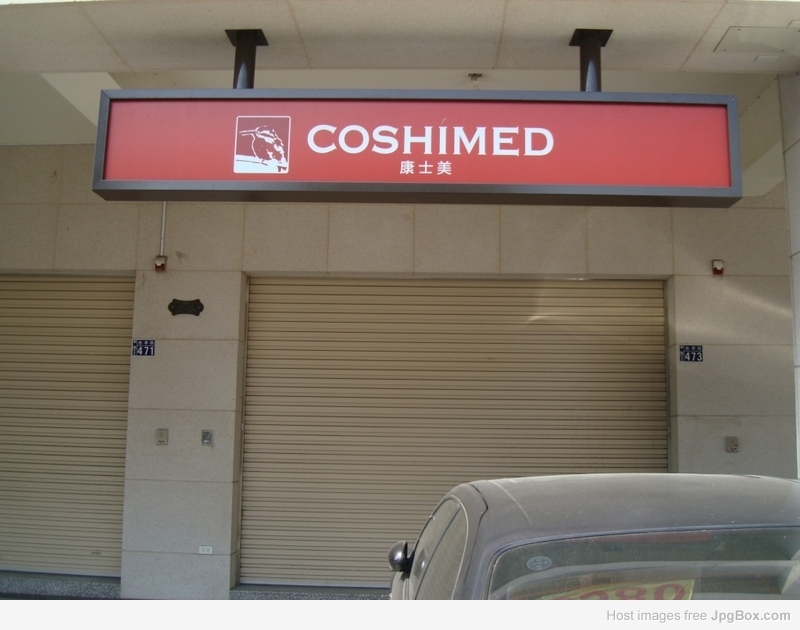 COSHIMED
康士美
471
473
Host images free JpgBox.com